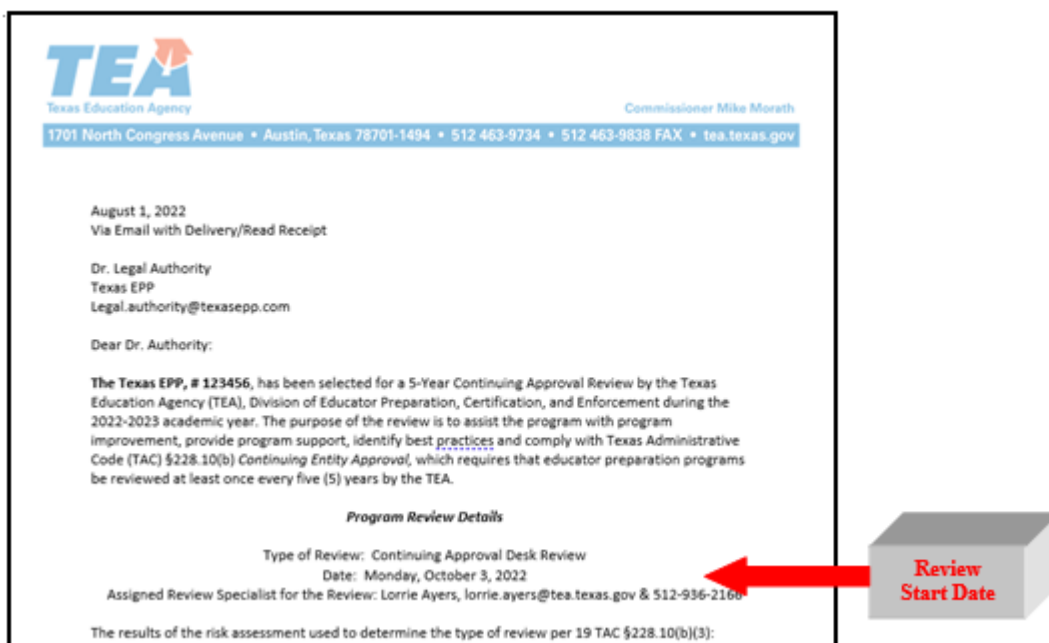 TEA
Texas Education Agency
Commissioner Mike Morath
1701 North Congress Avenue • Austin, Texas 78701-1494 • 512 463-9734 • 512 463-9838 FAX • tea.texas.gov
August 1, 2022
Via Email with Delivery/Read Receipt
Dr. Legal Authority
Texas EPP
Legal.authority@texasepp.com
Dear Dr. Authority:
The Texas EPP, # 123456, has been selected for a 5-Year Continuing Approval Review by the Texas
Education Agency (TEA), Division of Educator Preparation, Certification, and Enforcement during the
2022-2023 academic year. The purpose of the review is to assist the program with program
improvement, provide program support, identify best practices and comply with Texas Administrative
Code (TAC) §228.10(b) Continuing Entity Approval, which requires that educator preparation programs
be reviewed at least once every five (5) years by the TEA.
Program Review Details
Type of Review: Continuing Approval Desk Review
Date: Monday, October 3, 2022
Assigned Review Specialist for the Review: Lorrie Ayers, lorrie.ayers@tea.texas.gov & 512-936-2166
Review
Start Date
The results of the risk assessment used to determine the type of review per 19 TAC §228.10(b)(3):